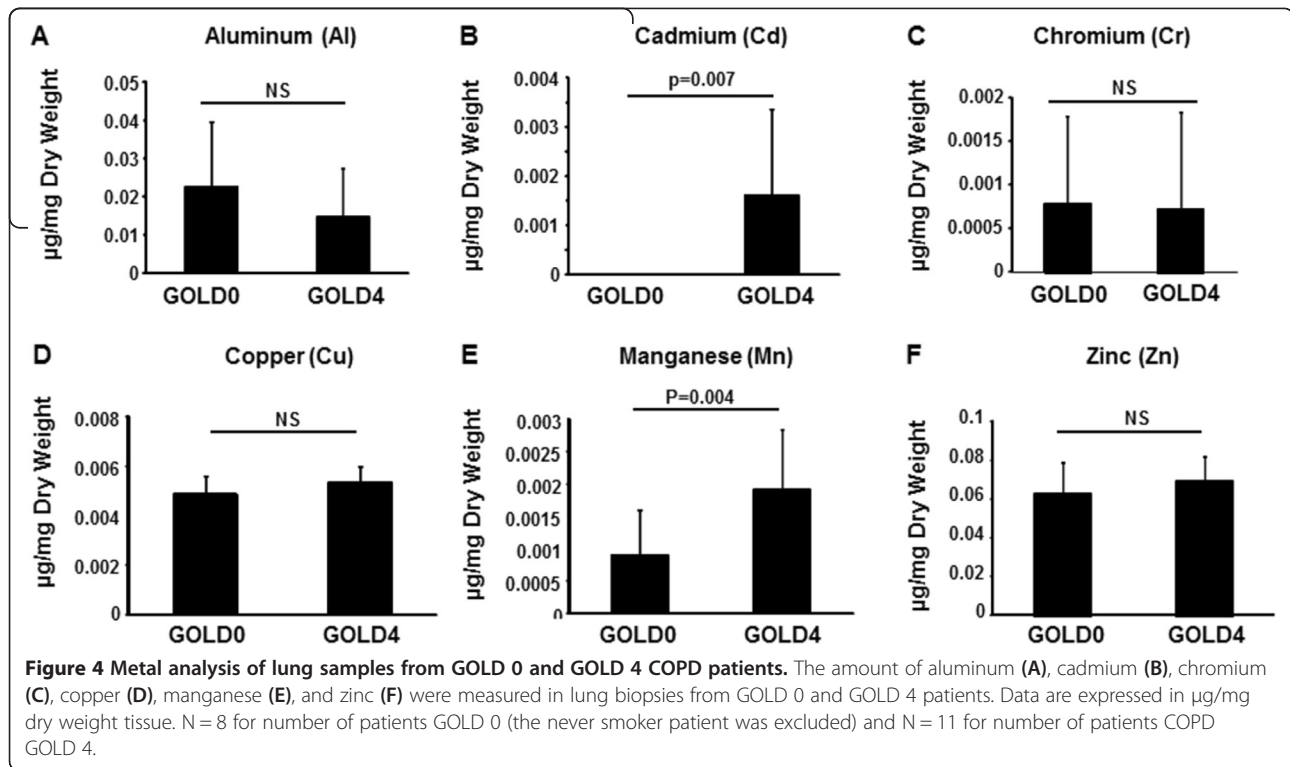 A Aluminum (Al)
µg/mg Dry Weight
0.05
0.04
0.03
0.02
0.01
0
NS
GOLD0 GOLD4
B Cadmium (Cd)
µg/mg Dry Weight
0.004
0.003
0.002
0.001
0
p=0.007
GOLD0 GOLD4
C Chromium (Cr)
µg/mg Dry Weight
0.002
0.0015
0.001
0.0005
0
NS
GOLD0 GOLD4
D Copper (Cu)
µg/mg Dry Weight
0.008
0.006
0.004
0.002
0
NS
GOLD0 GOLD4
E Manganese (Mn)
µg/mg Dry Weight
0.003
0.0025
0.002
0.0015
0.001
0.0005
0
P=0.004
GOLD0 GOLD4
F Zinc (Zn)
µg/mg Dry Weight
0.1
0.08
0.06
0.04
0.02
0
NS
GOLD0 GOLD4
Figure 4 Metal analysis of lung samples from GOLD 0 and GOLD 4 COPD patients. The amount of aluminum (A), cadmium (B), chromium
(C), copper (D), manganese (E), and zinc (F) were measured in lung biopsies from GOLD 0 and GOLD 4 patients. Data are expressed in µg/mg
dry weight tissue. N = 8 for number of patients GOLD 0 (the never smoker patient was excluded) and N = 11 for number of patients COPD
GOLD 4.